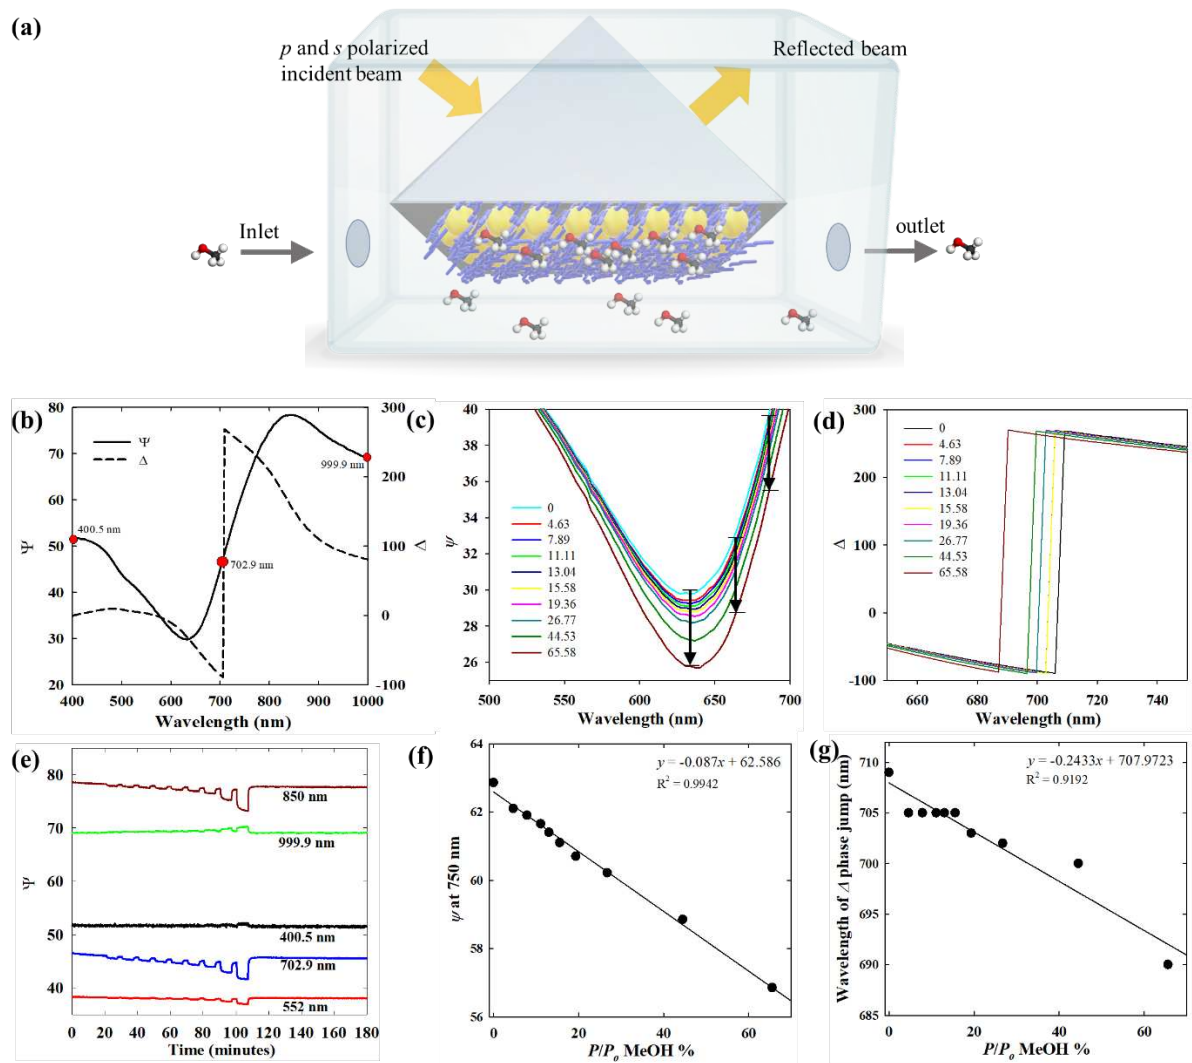 (a)
p and s polarized
incident beam
Reflected beam
Inlet
outlet
(b)
80
70
60
50
40
30
20
Ψ
300
200
100
0
-100
Δ
Ψ
Δ
400.5 nm
702.9 nm
999.9 nm
400 500 600 700 800 900 1000
Wavelength (nm)
(c)
40
38
36
34
32
30
28
26
ψ
0
4.63
7.89
11.11
13.04
15.58
19.36
26.77
44.53
65.58
500 550 600 650 700
Wavelength (nm)
(d)
300
200
100
0
-100
Δ
0
4.63
7.89
11.11
13.04
15.58
19.36
26.77
44.53
65.58
660 680 700 720 740
Wavelength (nm)
(e)
80
70
60
50
40
Ψ
850 nm
999.9 nm
400.5 nm
702.9 nm
552 nm
0 20 40 60 80 100 120 140 160 180
Time (minutes)
(f)
64
62
60
58
56
ψ at 750 nm
y = -0.087x + 62.586
R² = 0.9942
0 20 40 60
P/P₀ MeOH %
(g)
710
705
700
695
690
685
Wavelength of Δ phase jump (nm)
y = -0.2433x + 707.9723
R² = 0.9192
0 20 40 60
P/P₀ MeOH %